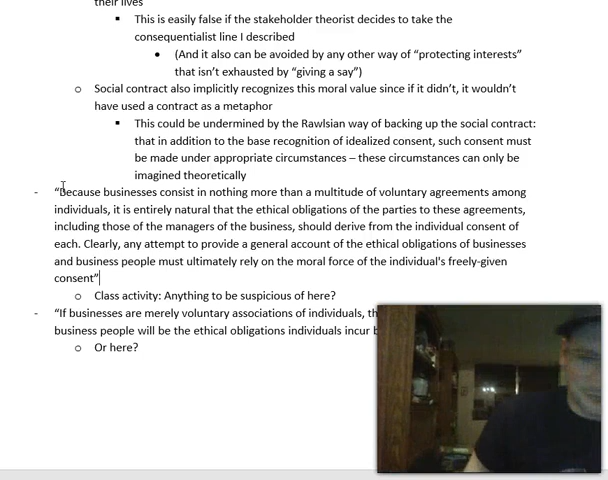 their lives
▪ This is easily false if the stakeholder theorist decides to take the
consequentialist line I described
• (And it also can be avoided by any other way of “protecting interests”
that isn’t exhausted by “giving a say”)
o Social contract also implicitly recognizes this moral value since if it didn’t, it wouldn’t
have used a contract as a metaphor
▪ This could be undermined by the Rawlsian way of backing up the social contract:
that in addition to the base recognition of idealized consent, such consent must
be made under appropriate circumstances – these circumstances can only be
imagined theoretically
- “Because businesses consist in nothing more than a multitude of voluntary agreements among
individuals, it is entirely natural that the ethical obligations of the parties to these agreements,
including those of the managers of the business, should derive from the individual consent of
each. Clearly, any attempt to provide a general account of the ethical obligations of businesses
and business people must ultimately rely on the moral force of the individual's freely-given
consent”
o Class activity: Anything to be suspicious of here?
- “If businesses are merely voluntary associations of individuals,
business people will be the ethical obligations individuals incur
o Or here?